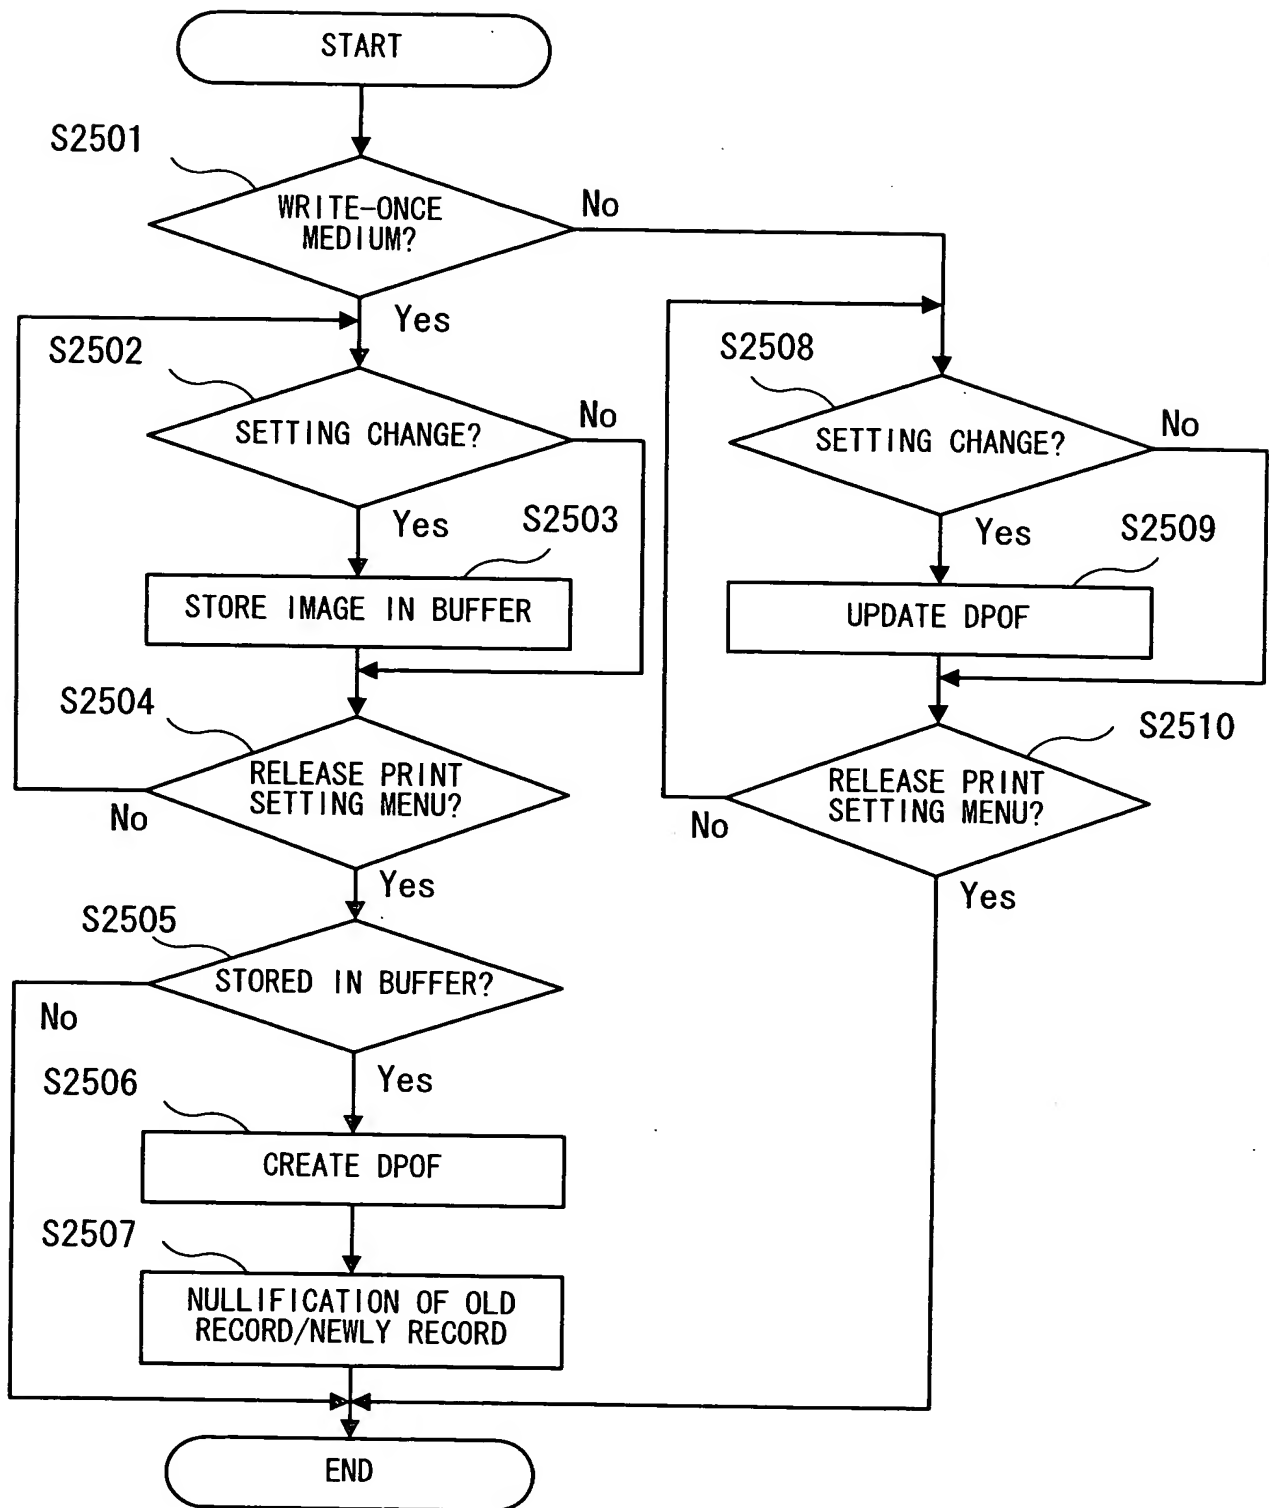 START
S2501
WRITE-ONCE
MEDIUM?
No
Yes
S2502
SETTING CHANGE?
No
Yes
S2503
STORE IMAGE IN BUFFER
S2504
RELEASE PRINT
SETTING MENU?
No
Yes
S2505
STORED IN BUFFER?
No
Yes
S2506
CREATE DPOF
S2507
NULLIFICATION OF OLD
RECORD/NEWLY RECORD
S2508
SETTING CHANGE?
No
Yes
S2509
UPDATE DPOF
S2510
RELEASE PRINT
SETTING MENU?
No
Yes
END